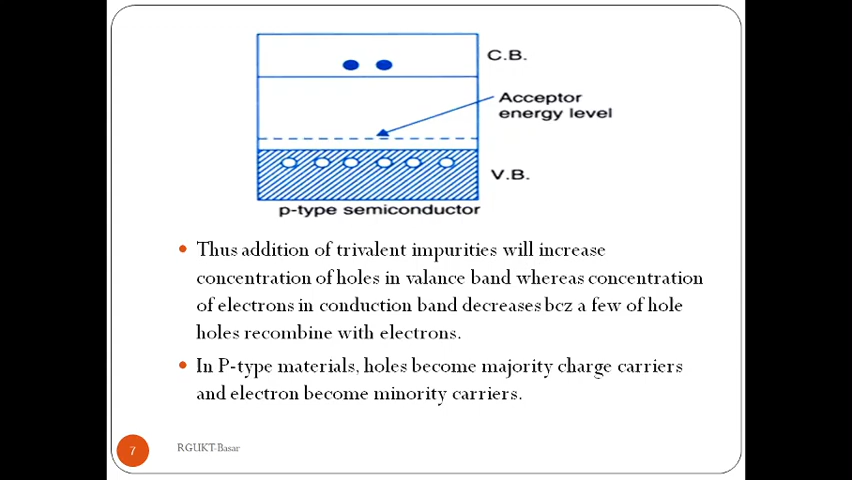 C.B.
Acceptor
energy level
V.B.
p-type semiconductor
• Thus addition of trivalent impurities will increase
concentration of holes in valance band whereas concentration
of electrons in conduction band decreases bcz a few of hole
holes recombine with electrons.
• In P-type materials, holes become majority charge carriers
and electron become minority carriers.
7
RGUKT-Basar